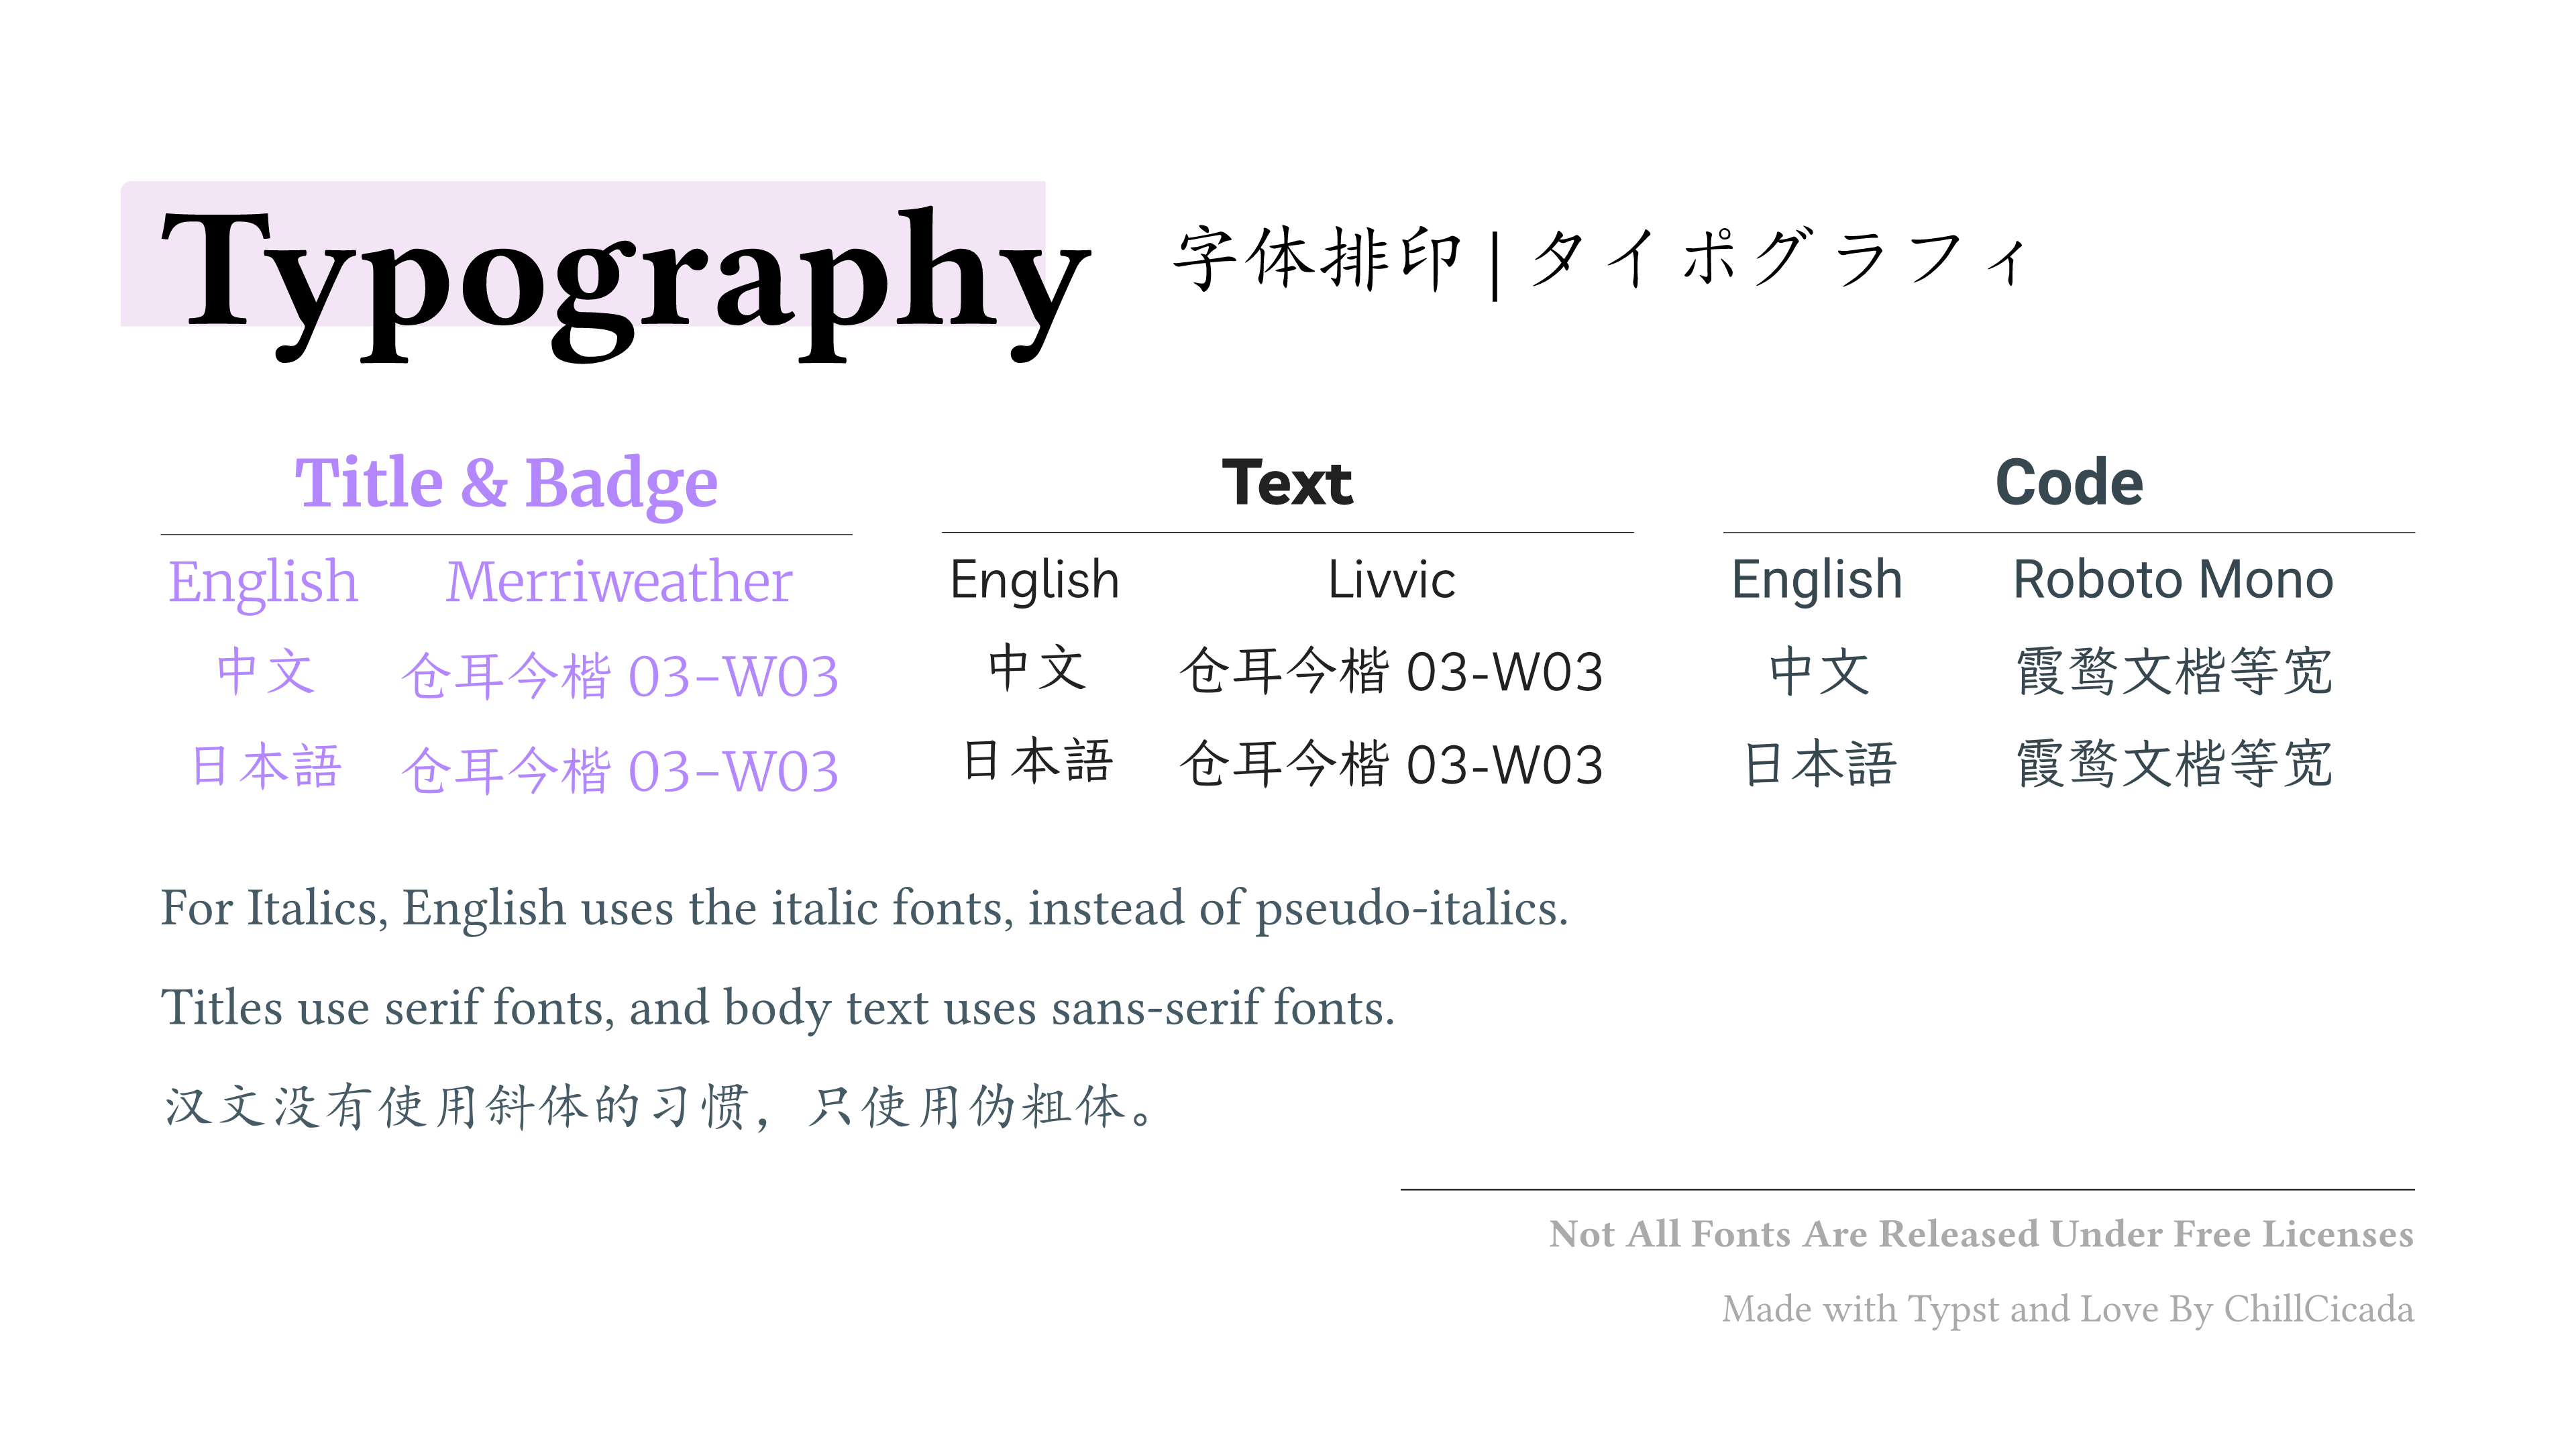 Typography
字体排印 | タイポグラフィ
Title & Badge
English Merriweather
中文 仓耳今楷 03-W03
日本語 仓耳今楷 03-W03
Text
English Livvic
中文 仓耳今楷 03-W03
日本語 仓耳今楷 03-W03
Code
English Roboto Mono
中文 霞鹜文楷等宽
日本語 霞鹜文楷等宽
For Italics, English uses the italic fonts, instead of pseudo-italics.
Titles use serif fonts, and body text uses sans-serif fonts.
汉文没有使用斜体的习惯，只使用伪粗体。
Not All Fonts Are Released Under Free Licenses
Made with Typst and Love By ChillCicada